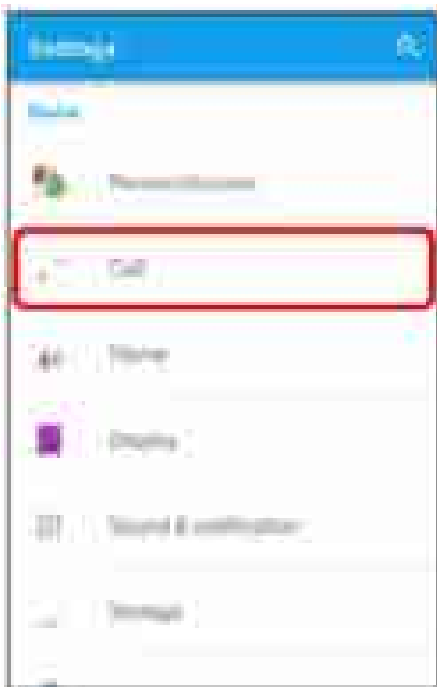 Settings
Call
Home
Display
Sound & notification
Storage